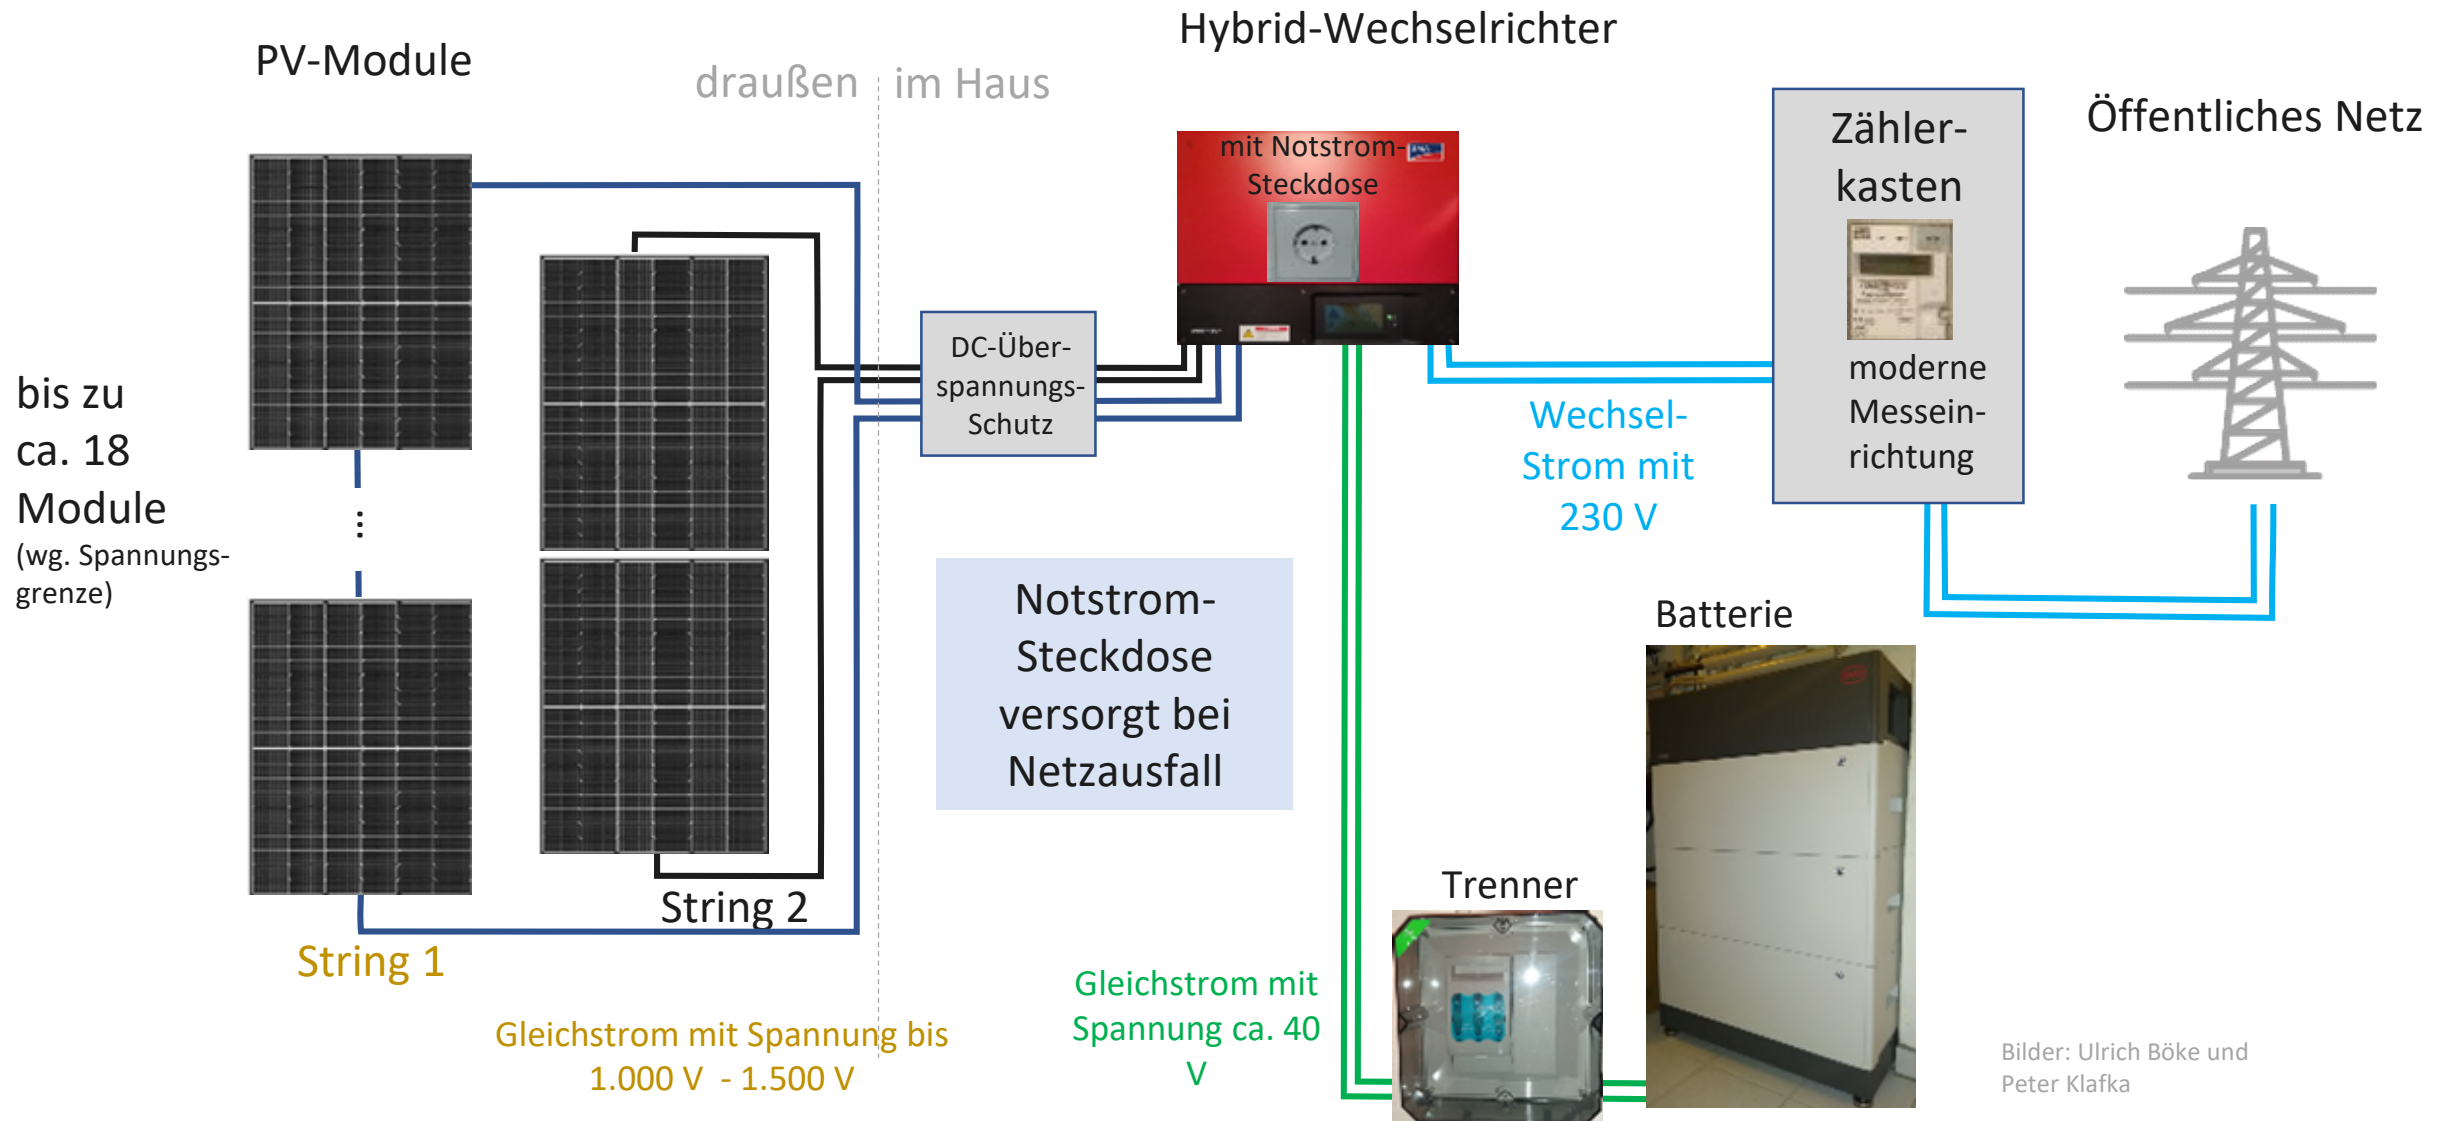 Hybrid-Wechselrichter
PV-Module
draußen
im Haus
Öffentliches Netz
mit Notstrom-
Steckdose
Zähler-
kasten
moderne
Messein-
richtung
DC-Über-
spannungs-
Schutz
bis zu
ca. 18
Module
(wg. Spannungs-
grenze)
...
Wechsel-
Strom mit
230 V
Notstrom-
Steckdose
versorgt bei
Netzausfall
Batterie
Trenner
String 2
String 1
Gleichstrom mit Spannung bis
1.000 V - 1.500 V
Gleichstrom mit
Spannung ca. 40
V
Bilder: Ulrich Böke und
Peter Klafka